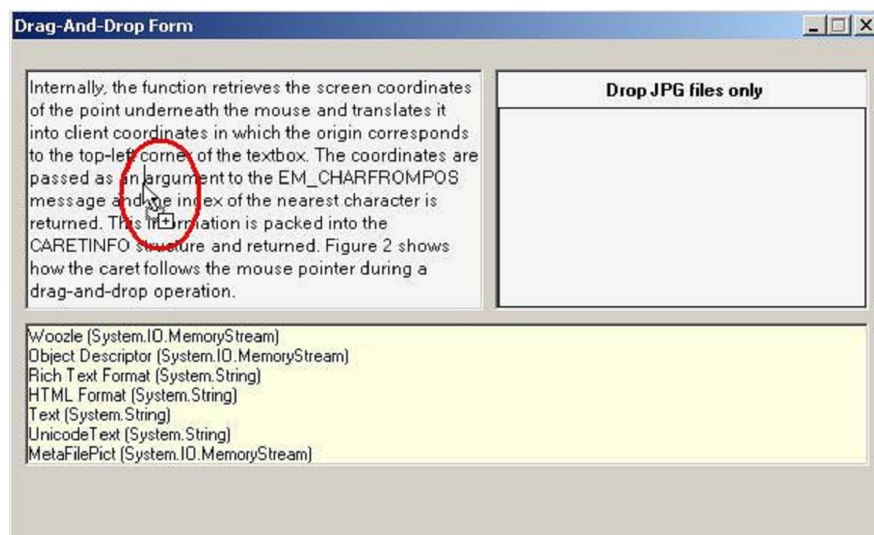 Drag-And-Drop Form
Internally, the function retrieves the screen coordinates
of the point underneath the mouse and translates it
into client coordinates in which the origin corresponds
to the top-left corner of the textbox. The coordinates are
passed as an argument to the EM_CHARFROMPOS
message and the index of the nearest character is
returned. This information is packed into the
CARETINFO structure and returned. Figure 2 shows
how the caret follows the mouse pointer during a
drag-and-drop operation.
Drop JPG files only
Woozle (System.IO.MemoryStream)
Object Descriptor (System.IO.MemoryStream)
Rich Text Format (System.String)
HTML Format (System.String)
Text (System.String)
UnicodeText (System.String)
MetaFilePict (System.IO.MemoryStream)